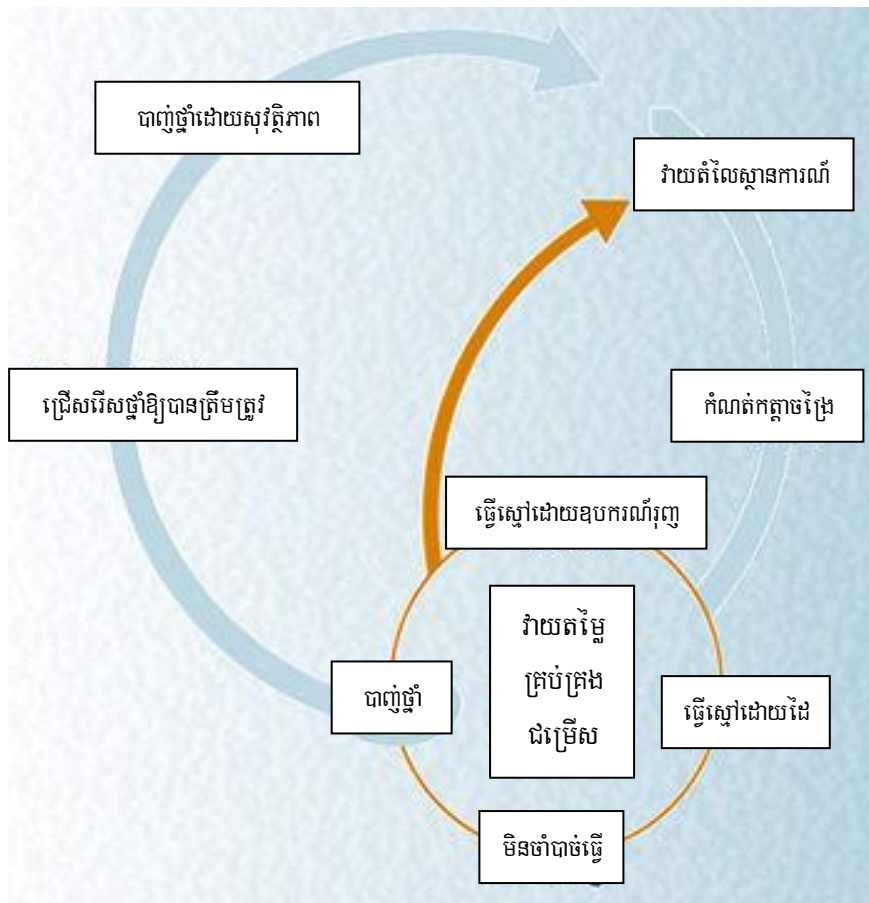 បាញ់ថ្នាំដោយសុវត្ថិភាព
វាយតំលៃស្ថានការណ៍
ជ្រើសរើសថ្នាំឱ្យបានត្រឹមត្រូវ
កំណត់កត្តាចង្រៃ
ធ្វើស្មៅដោយឧបករណ៍រុញ
វាយតម្លៃ
គ្រប់គ្រង
ជម្រើស
បាញ់ថ្នាំ
ធ្វើស្មៅដោយដៃ
មិនចាំបាច់ធ្វើ